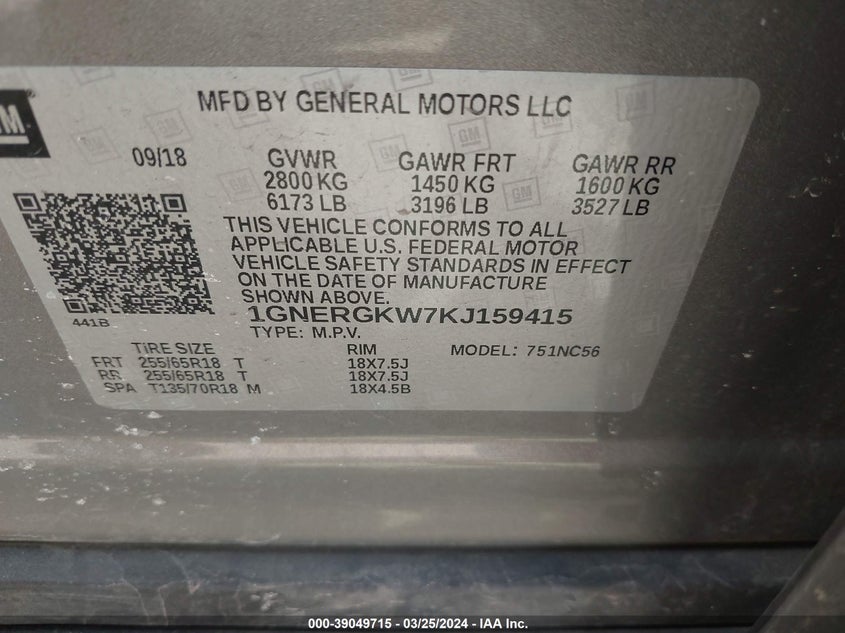 GM
MFD BY GENERAL MOTORS LLC
09/18 GVWR GAWR FRT GAWR RR
2800 KG 1450 KG 1600 KG
6173 LB 3196 LB 3527 LB
THIS VEHICLE CONFORMS TO ALL
APPLICABLE U.S. FEDERAL MOTOR
VEHICLE SAFETY STANDARDS IN EFFECT
ON THE DATE OF MANUFACTURE
SHOWN ABOVE.
1GNERGKW7KJ159415
441B
TYPE: M.P.V.
TIRE SIZE RIM MODEL: 751NC56
FRT 255/65R18 T 18X7.5J
RR 255/65R18 T 18X7.5J
SPA T135/70R18 M 18X4.5B
000-39049715 - 03/25/2024 - IAA Inc.